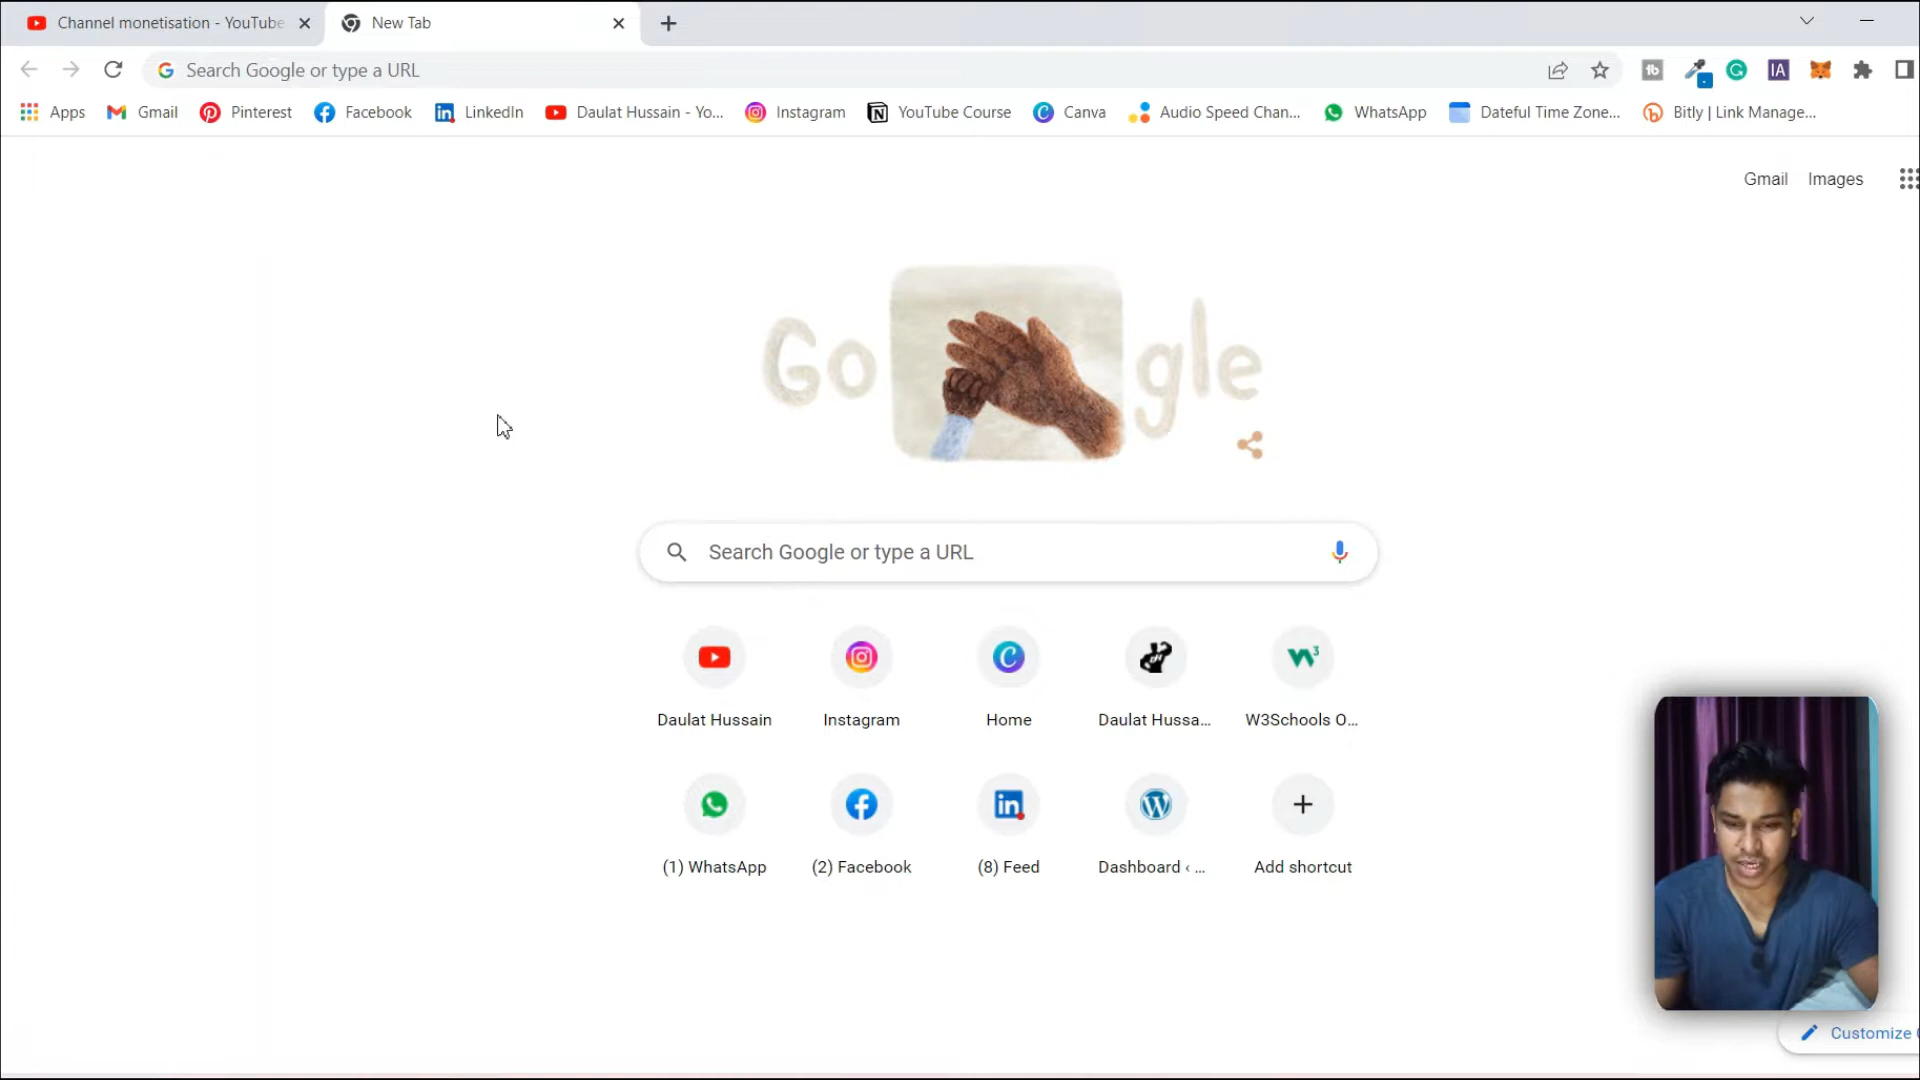 Channel monetisation - YouTube
New Tab
Search Google or type a URL
Apps Gmail Pinterest Facebook LinkedIn Daulat Hussain - Yo... Instagram YouTube Course Canva Audio Speed Chan... WhatsApp Dateful Time Zone... Bitly | Link Manage...
Gmail Images
Go gle
Search Google or type a URL
Daulat Hussain Instagram Home Daulat Hussa... W3Schools O...
(1) WhatsApp (2) Facebook (8) Feed Dashboard ‹ ... Add shortcut
Customize